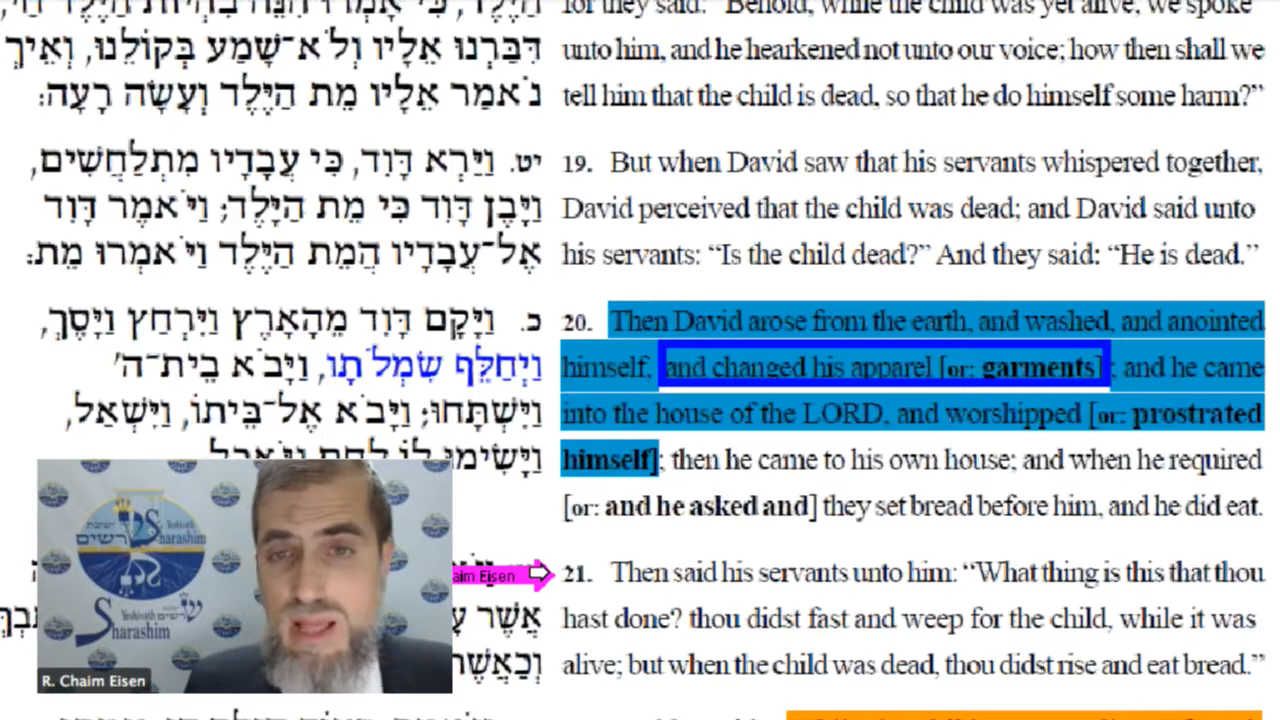 דִּבַּרְנוּ אֵלָיו וְלֹא־שָׁמַע בְּקוֹלֵנוּ, וְאֵיךְ
נֹאמַר אֵלָיו מֵת הַיֶּלֶד וְעָשָׂה רָעָה:
יט. וַיַּרְא דָּוִד, כִּי עֲבָדָיו מִתְלַחֲשִׁים,
וַיָּבֶן דָּוִד כִּי מֵת הַיָּלֶד; וַיֹּאמֶר דָּוִד
אֶל־עֲבָדָיו הֲמֵת הַיֶּלֶד וַיֹּאמְרוּ מֵת:
כ. וַיָּקָם דָּוִד מֵהָאָרֶץ וַיִּרְחַץ וַיָּסֶךְ,
וַיְחַלֵּף שִׂמְלֹתָו, וַיָּבֹא בֵית־ה'
וַיִּשְׁתָּחוּ; וַיָּבֹא אֶל־בֵּיתוֹ, וַיִּשְׁאַל,
אֲשֶׁר
for they said: "Behold, while the child was yet alive, we spoke
unto him, and he hearkened not unto our voice; how then shall we
tell him that the child is dead, so that he do himself some harm?"
19. But when David saw that his servants whispered together,
David perceived that the child was dead; and David said unto
his servants: "Is the child dead?" And they said: "He is dead."
20. Then David arose from the earth, and washed, and anointed
himself, and changed his apparel [or: garments]; and he came
into the house of the LORD, and worshipped [or: prostrated
himself]; then he came to his own house; and when he required
[or: and he asked and] they set bread before him, and he did eat.
21. Then said his servants unto him: "What thing is this that thou
hast done? thou didst fast and weep for the child, while it was
alive; but when the child was dead, thou didst rise and eat bread."
aim Eisen
ישיבת
שרשים
Yeshivath
Sharashim
Yeshivath שרשים
Sharashim
R. Chaim Eisen